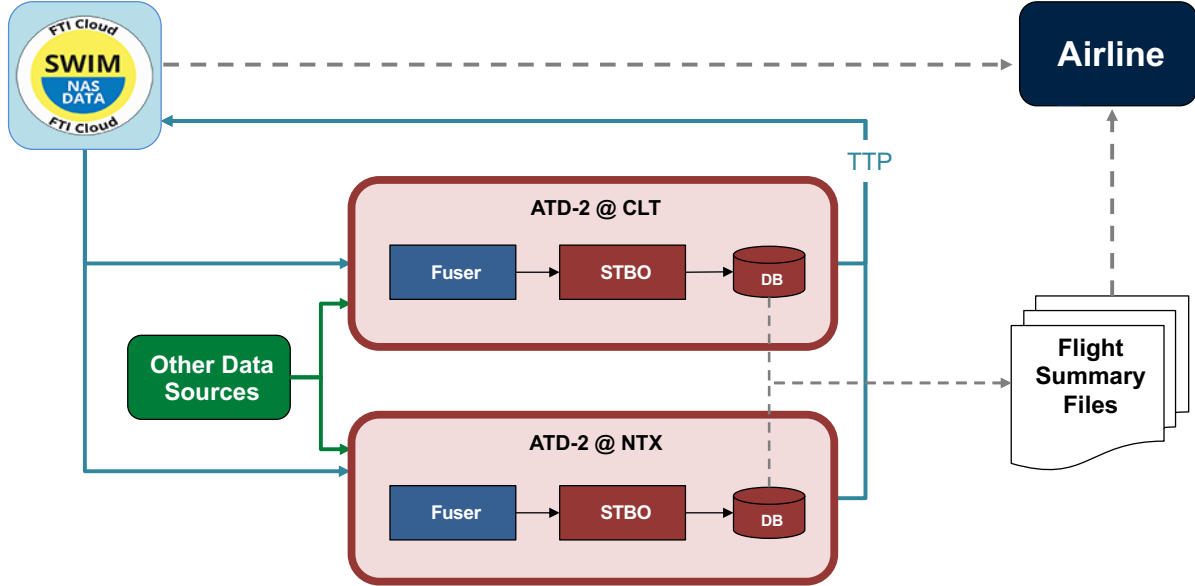 FTI Cloud
SWIM
NAS
DATA
FTI Cloud
Airline
TTP
ATD-2 @ CLT
Fuser
STBO
DB
Other Data
Sources
Flight
Summary
Files
ATD-2 @ NTX
Fuser
STBO
DB